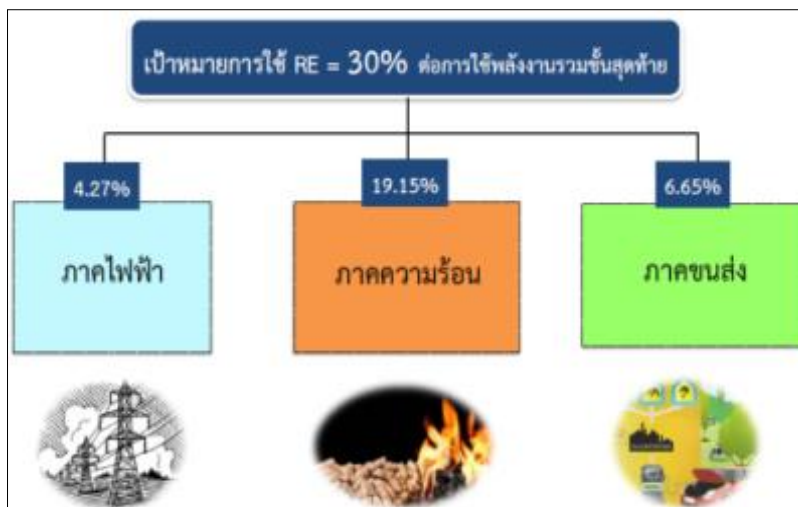 เป้าหมายการใช้ RE = 30% ต่อการใช้พลังงานรวมขั้นสุดท้าย
4.27%
19.15%
6.65%
ภาคไฟฟ้า
ภาคความร้อน
ภาคขนส่ง